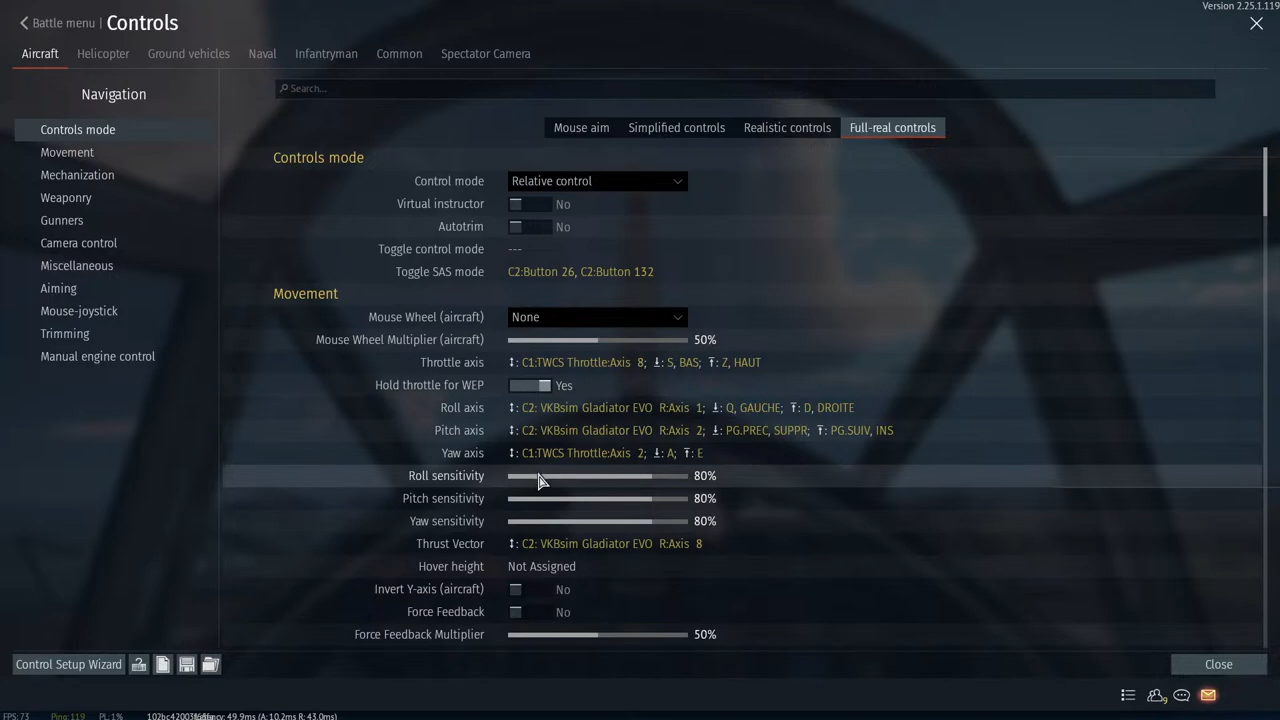 Version 2.25.1.119
Battle menu | Controls
Aircraft Helicopter Ground vehicles Naval Infantryman Common Spectator Camera
Navigation
Controls mode
Movement
Mechanization
Weaponry
Gunners
Camera control
Miscellaneous
Aiming
Mouse-joystick
Trimming
Manual engine control
Search...
Mouse aim Simplified controls Realistic controls Full-real controls
Controls mode
Control mode Relative control
Virtual instructor No
Autotrim No
Toggle control mode ---
Toggle SAS mode C2:Button 26, C2:Button 132
Movement
Mouse Wheel (aircraft) None
Mouse Wheel Multiplier (aircraft) 50%
Throttle axis ↕: C1:TWCS Throttle:Axis 8; ↓: S, BAS; ↑: Z, HAUT
Hold throttle for WEP Yes
Roll axis ↕: C2: VKBsim Gladiator EVO R:Axis 1; ↓: Q, GAUCHE; ↑: D, DROITE
Pitch axis ↕: C2: VKBsim Gladiator EVO R:Axis 2; ↓: PG.PREC, SUPPR; ↑: PG.SUIV, INS
Yaw axis ↕: C1:TWCS Throttle:Axis 2; ↓: A; ↑: E
Roll sensitivity 80%
Pitch sensitivity 80%
Yaw sensitivity 80%
Thrust Vector ↕: C2: VKBsim Gladiator EVO R:Axis 8
Hover height Not Assigned
Invert Y-axis (aircraft) No
Force Feedback No
Force Feedback Multiplier 50%
Control Setup Wizard Close
9
FPS: 73 Ping: 119 PL: 1% 49.9ms (A: 10.2ms R: 43.0ms)